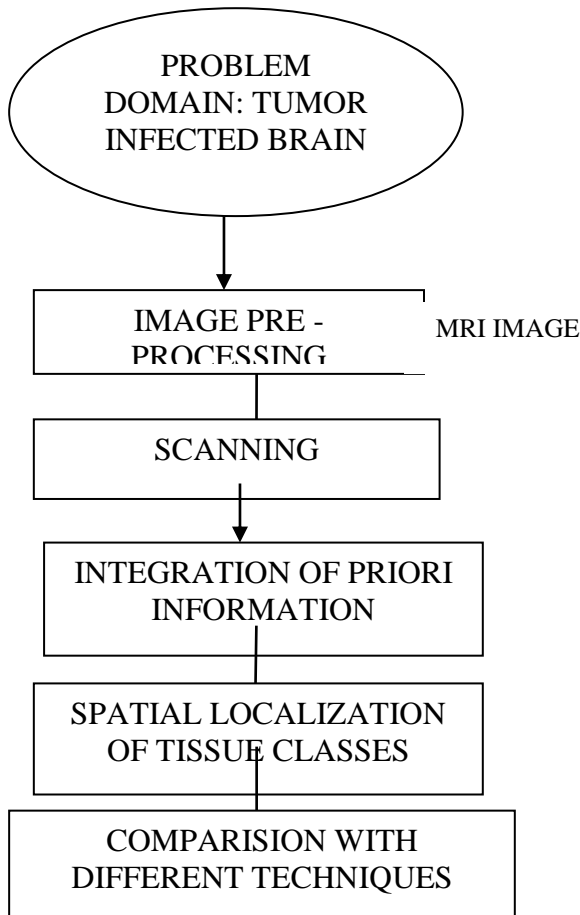 PROBLEM
DOMAIN: TUMOR
INFECTED BRAIN
IMAGE PRE -
PROCESSING
MRI IMAGE
SCANNING
INTEGRATION OF PRIORI
INFORMATION
SPATIAL LOCALIZATION
OF TISSUE CLASSES
COMPARISION WITH
DIFFERENT TECHNIQUES